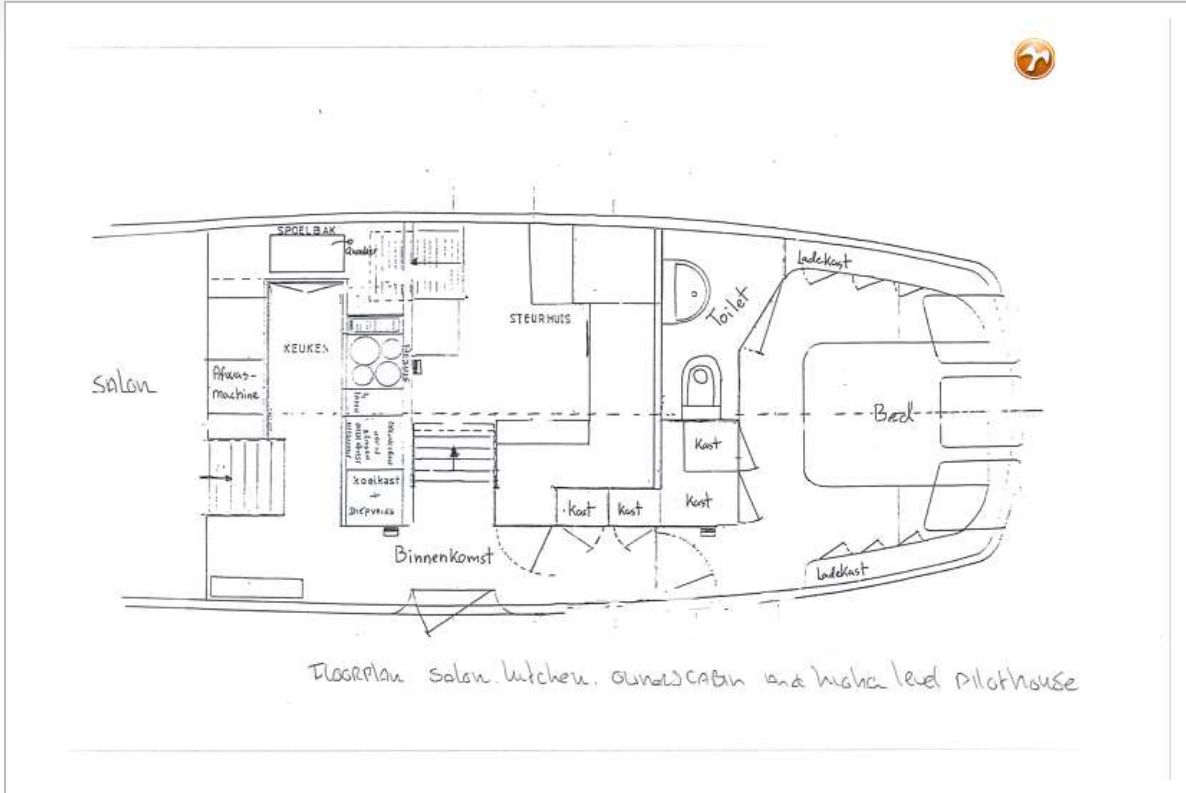 SPOELBAK
Quooker
Ladekast
STEURHUIS
Toilet
KEUKEN
Salon
Afwas-
machine
Bed
Kast
Koelkast
+
DIEPVRIES
Kast
Kast
Kast
Binnenkomst
Ladekast
FLOORPLAN Salon. kitchen. OWNERSCABIN and higher level pilothouse